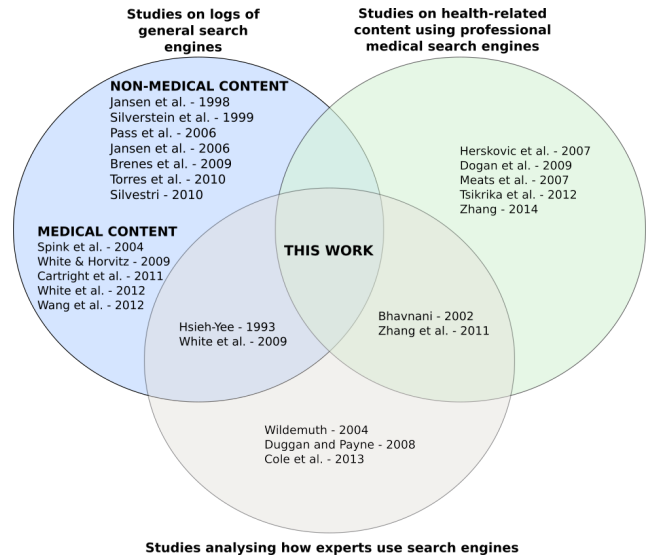 Studies on logs of
general search
engines
Studies on health-related
content using professional
medical search engines
NON-MEDICAL CONTENT
Jansen et al. - 1998
Silverstein et al. - 1999
Pass et al. - 2006
Jansen et al. - 2006
Brenes et al. - 2009
Torres et al. - 2010
Silvestri - 2010
MEDICAL CONTENT
Spink et al. - 2004
White & Horvitz - 2009
Cartright et al. - 2011
White et al. - 2012
Wang et al. - 2012
Herskovic et al. - 2007
Dogan et al. - 2009
Meats et al. - 2007
Tsikrika et al. - 2012
Zhang - 2014
THIS WORK
Hsieh-Yee - 1993
White et al. - 2009
Bhavnani - 2002
Zhang et al. - 2011
Wildemuth - 2004
Duggan and Payne - 2008
Cole et al. - 2013
Studies analysing how experts use search engines